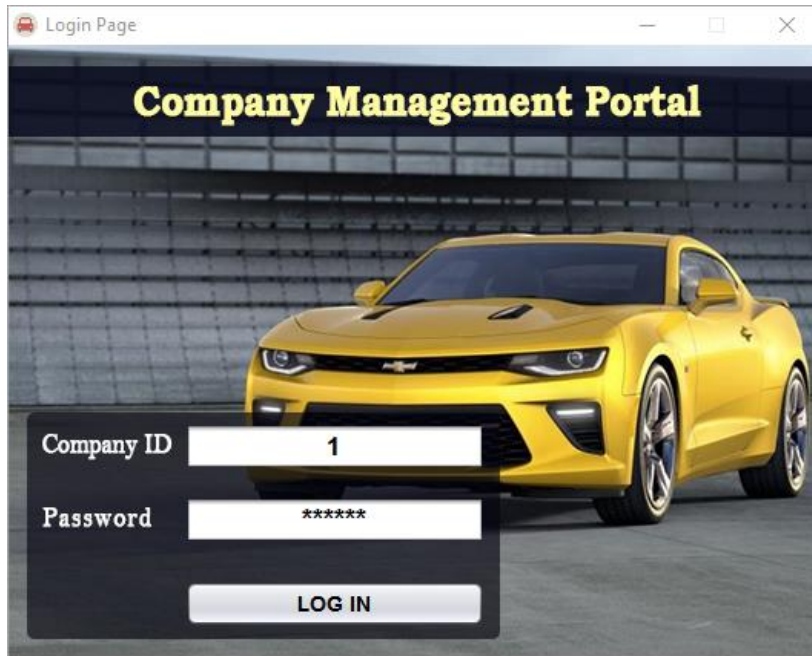 Login Page
Company Management Portal
Company ID 1
Password ******
LOG IN